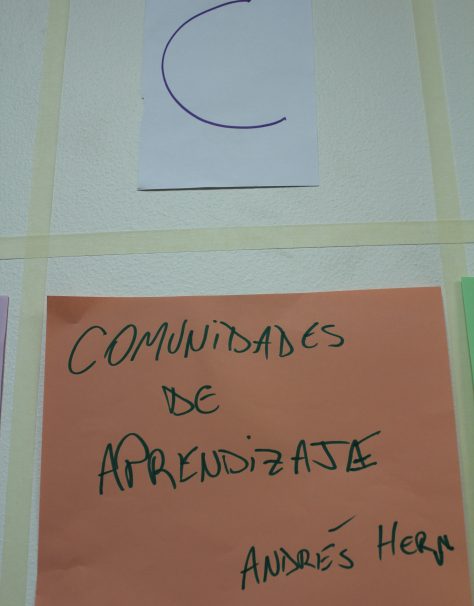 C
COMUNIDADES
DE
APRENDIZAJE
ANDRÉS